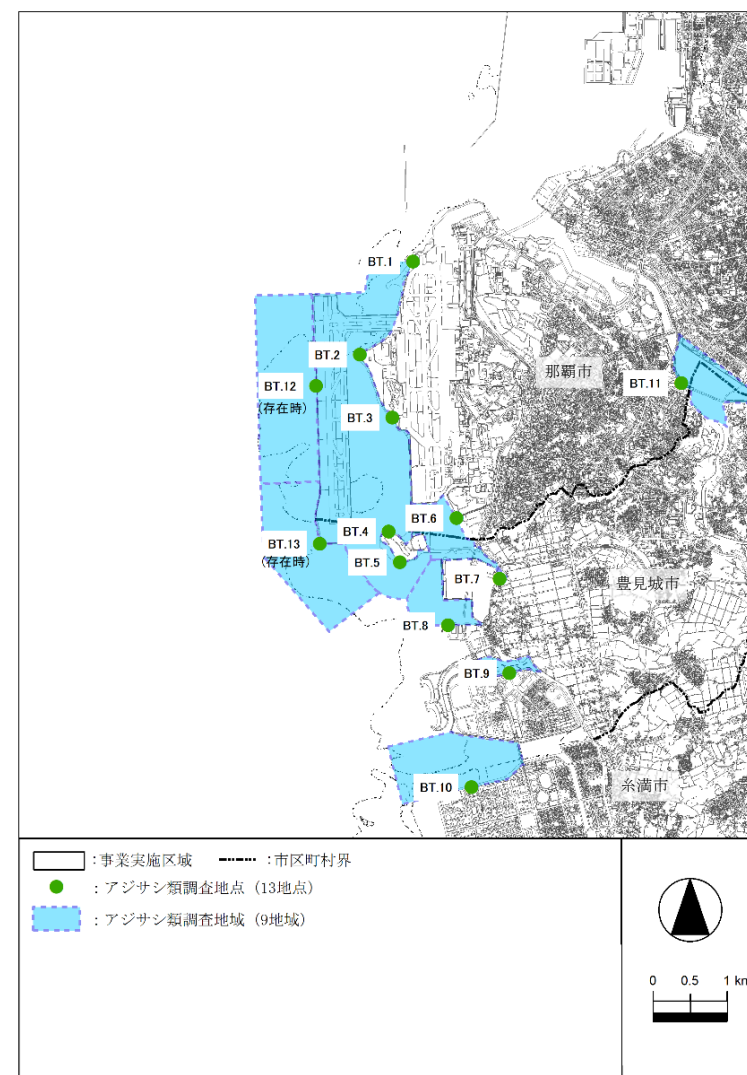 BT.1
BT.2
那覇市
BT.11
BT.12
(存在時)
BT.3
BT.6
BT.4
BT.13
(存在時)
BT.5
BT.7
豊見城市
BT.8
BT.9
BT.10
糸満市
：事業実施区域
：市区町村界
：アジサシ類調査地点（13地点）
：アジサシ類調査地域（9地域）
0 0.5 1 km